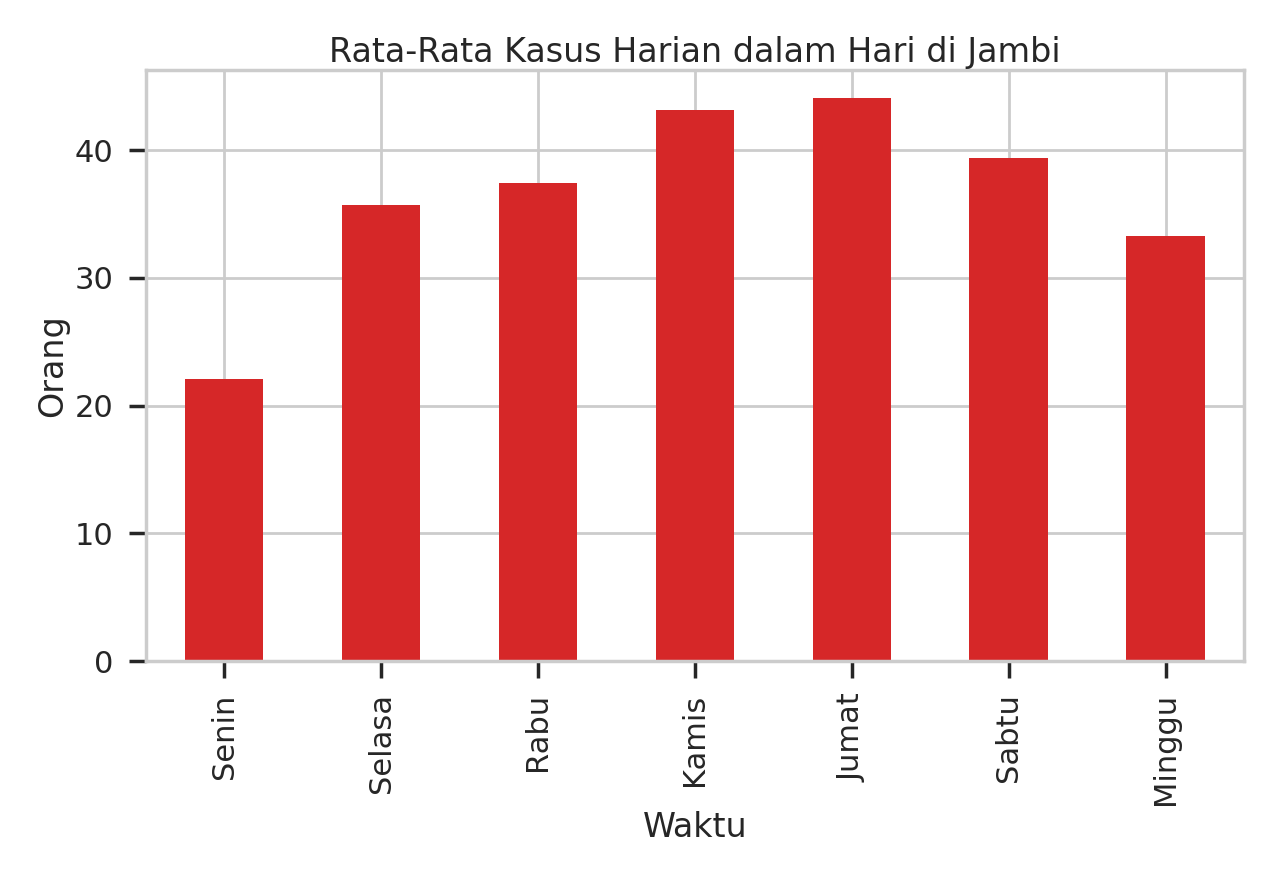 Rata-Rata Kasus Harian dalam Hari di Jambi
Orang
40
30
20
10
0
Senin
Selasa
Rabu
Kamis
Jumat
Sabtu
Minggu
Waktu